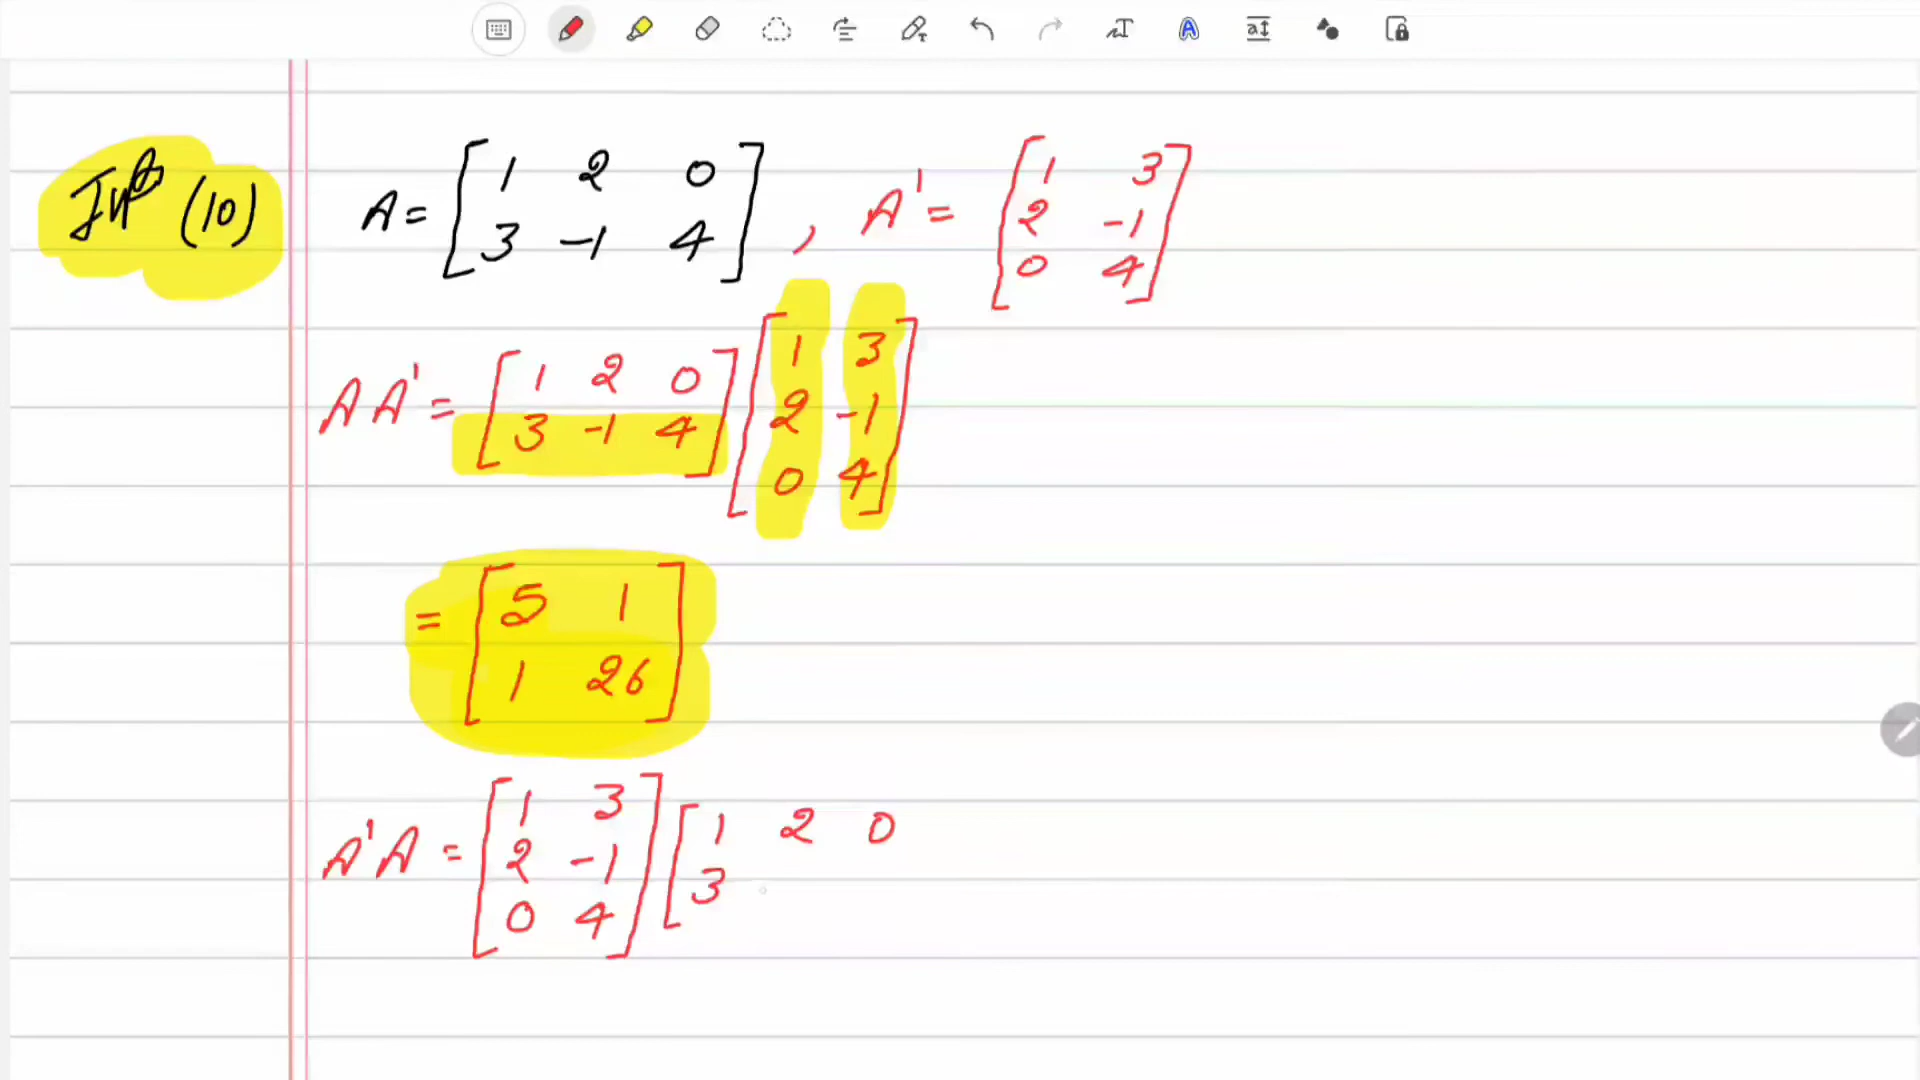 Imp (10) A = [1 2 0
3 -1 4] , A' = [1 3
2 -1
0 4]
AA' = [1 2 0
3 -1 4] [1 3
2 -1
0 4]
= [5 1
1 26]
A'A = [1 3
2 -1
0 4] [1 2 0
3